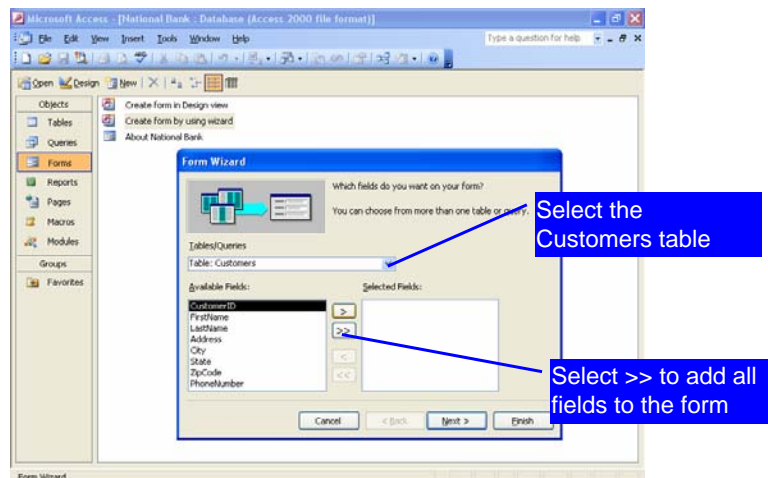 Microsoft Access - [National Bank : Database (Access 2000 file format)]
File Edit View Insert Tools Window Help
Type a question for help
Open Design New
Objects
Tables
Queries
Forms
Reports
Pages
Macros
Modules
Groups
Favorites
Create form in Design view
Create form by using wizard
About National Bank
Form Wizard
Which fields do you want on your form?
You can choose from more than one table or query.
Tables/Queries
Table: Customers
Available Fields:
Selected Fields:
CustomerID
FirstName
LastName
Address
City
State
ZipCode
PhoneNumber
>
>>
<
<<
Cancel < Back Next > Finish
Select the
Customers table
Select >> to add all
fields to the form
Form Wizard